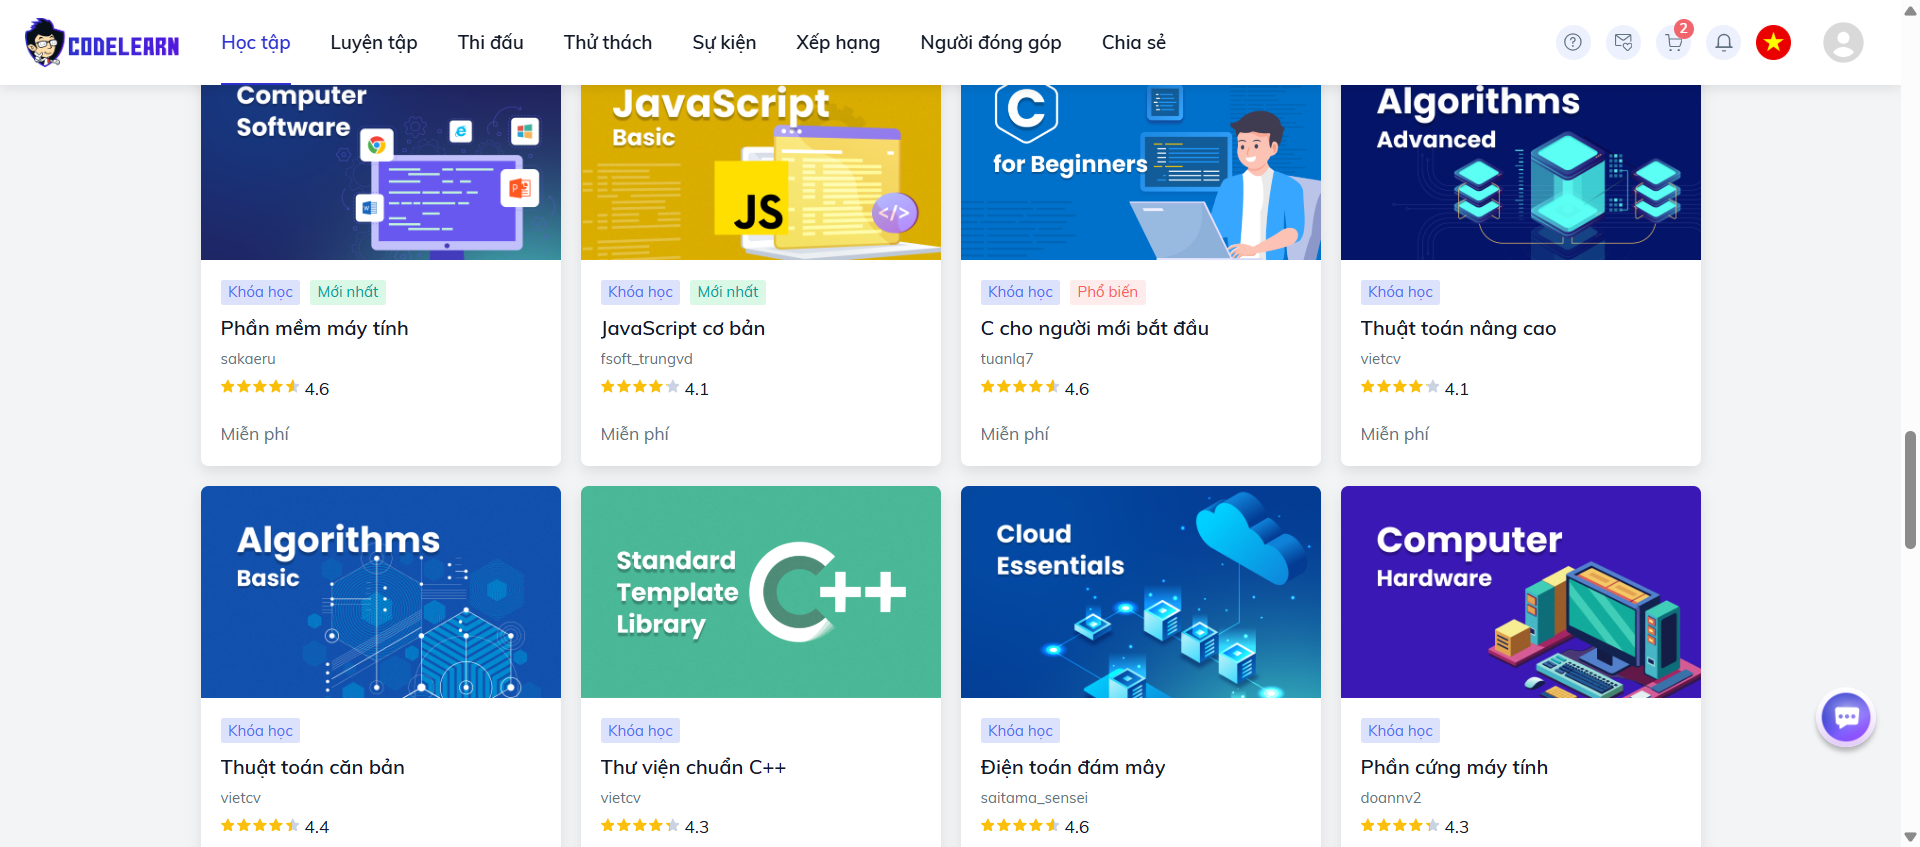 CODELEARN
Học tập
Luyện tập
Thi đấu
Thử thách
Sự kiện
Xếp hạng
Người đóng góp
Chia sẻ
2
Computer
Software
JavaScript
Basic
JS
</>
C
for Beginners
Algorithms
Advanced
Khóa học
Mới nhất
Phần mềm máy tính
sakaeru
4.6
Miễn phí
Khóa học
Mới nhất
JavaScript cơ bản
fsoft_trungvd
4.1
Miễn phí
Khóa học
Phổ biến
C cho người mới bắt đầu
tuanlq7
4.6
Miễn phí
Khóa học
Thuật toán nâng cao
vietcv
4.1
Miễn phí
Algorithms
Basic
Standard
Template
Library
C++
Cloud
Essentials
Computer
Hardware
Khóa học
Thuật toán căn bản
vietcv
4.4
Khóa học
Thư viện chuẩn C++
vietcv
4.3
Khóa học
Điện toán đám mây
saitama_sensei
4.6
Khóa học
Phần cứng máy tính
doannv2
4.3